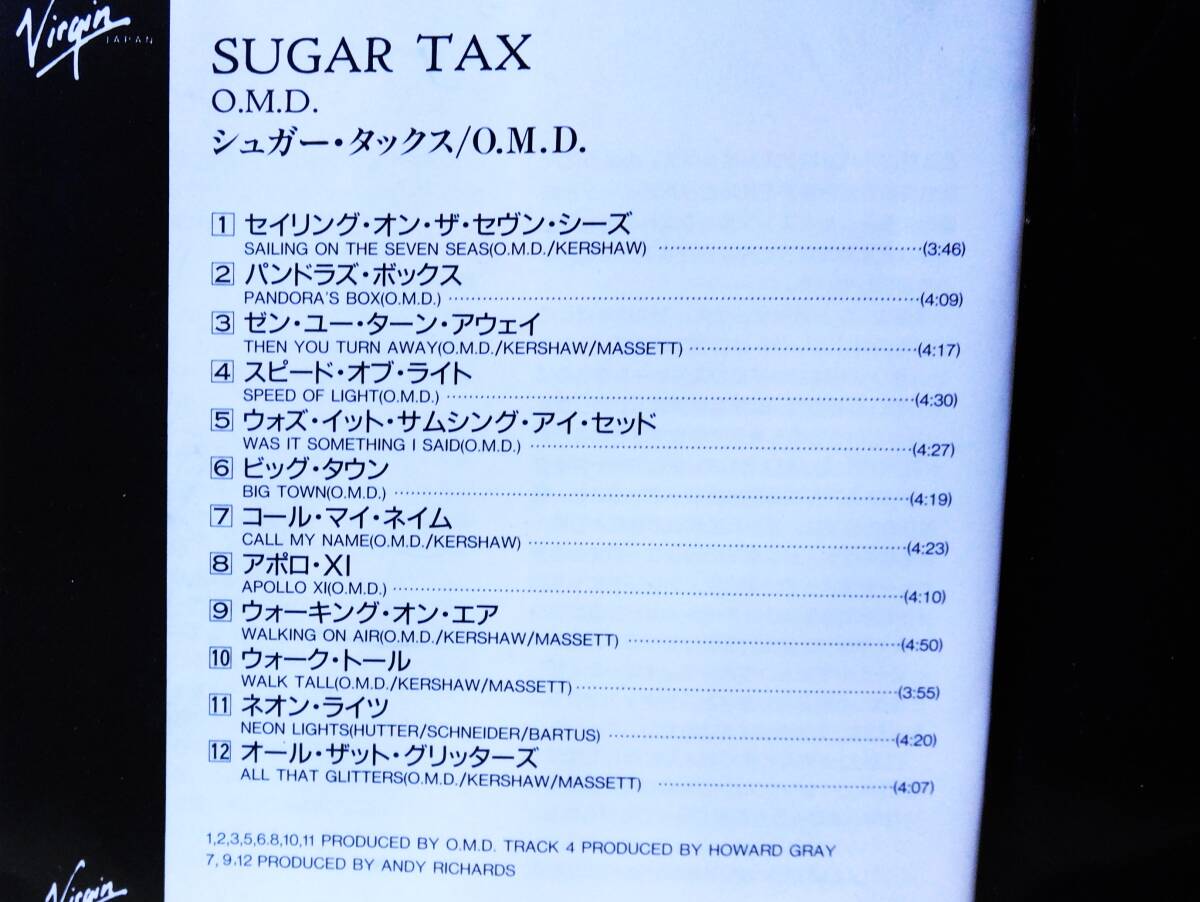 Virgin
JAPAN
SUGAR TAX
O.M.D.
シュガー・タックス/O.M.D.
1 セイリング・オン・ザ・セヴン・シーズ
SAILING ON THE SEVEN SEAS(O.M.D./KERSHAW) (3:46)
2 パンドラズ・ボックス
PANDORA'S BOX(O.M.D.) (4:09)
3 ゼン・ユー・ターン・アウェイ
THEN YOU TURN AWAY(O.M.D./KERSHAW/MASSETT) (4:17)
4 スピード・オブ・ライト
SPEED OF LIGHT(O.M.D.) (4:30)
5 ウォズ・イット・サムシング・アイ・セッド
WAS IT SOMETHING I SAID(O.M.D.) (4:27)
6 ビッグ・タウン
BIG TOWN(O.M.D.) (4:19)
7 コール・マイ・ネイム
CALL MY NAME(O.M.D./KERSHAW) (4:23)
8 アポロ・XI
APOLLO XI(O.M.D.) (4:10)
9 ウォーキング・オン・エア
WALKING ON AIR(O.M.D./KERSHAW/MASSETT) (4:50)
10 ウォーク・トール
WALK TALL(O.M.D./KERSHAW/MASSETT) (3:55)
11 ネオン・ライツ
NEON LIGHTS(HUTTER/SCHNEIDER/BARTUS) (4:20)
12 オール・ザット・グリッターズ
ALL THAT GLITTERS(O.M.D./KERSHAW/MASSETT) (4:07)
1,2,3,5,6.8,10,11 PRODUCED BY O.M.D. TRACK 4 PRODUCED BY HOWARD GRAY
7, 9.12 PRODUCED BY ANDY RICHARDS
Virgin